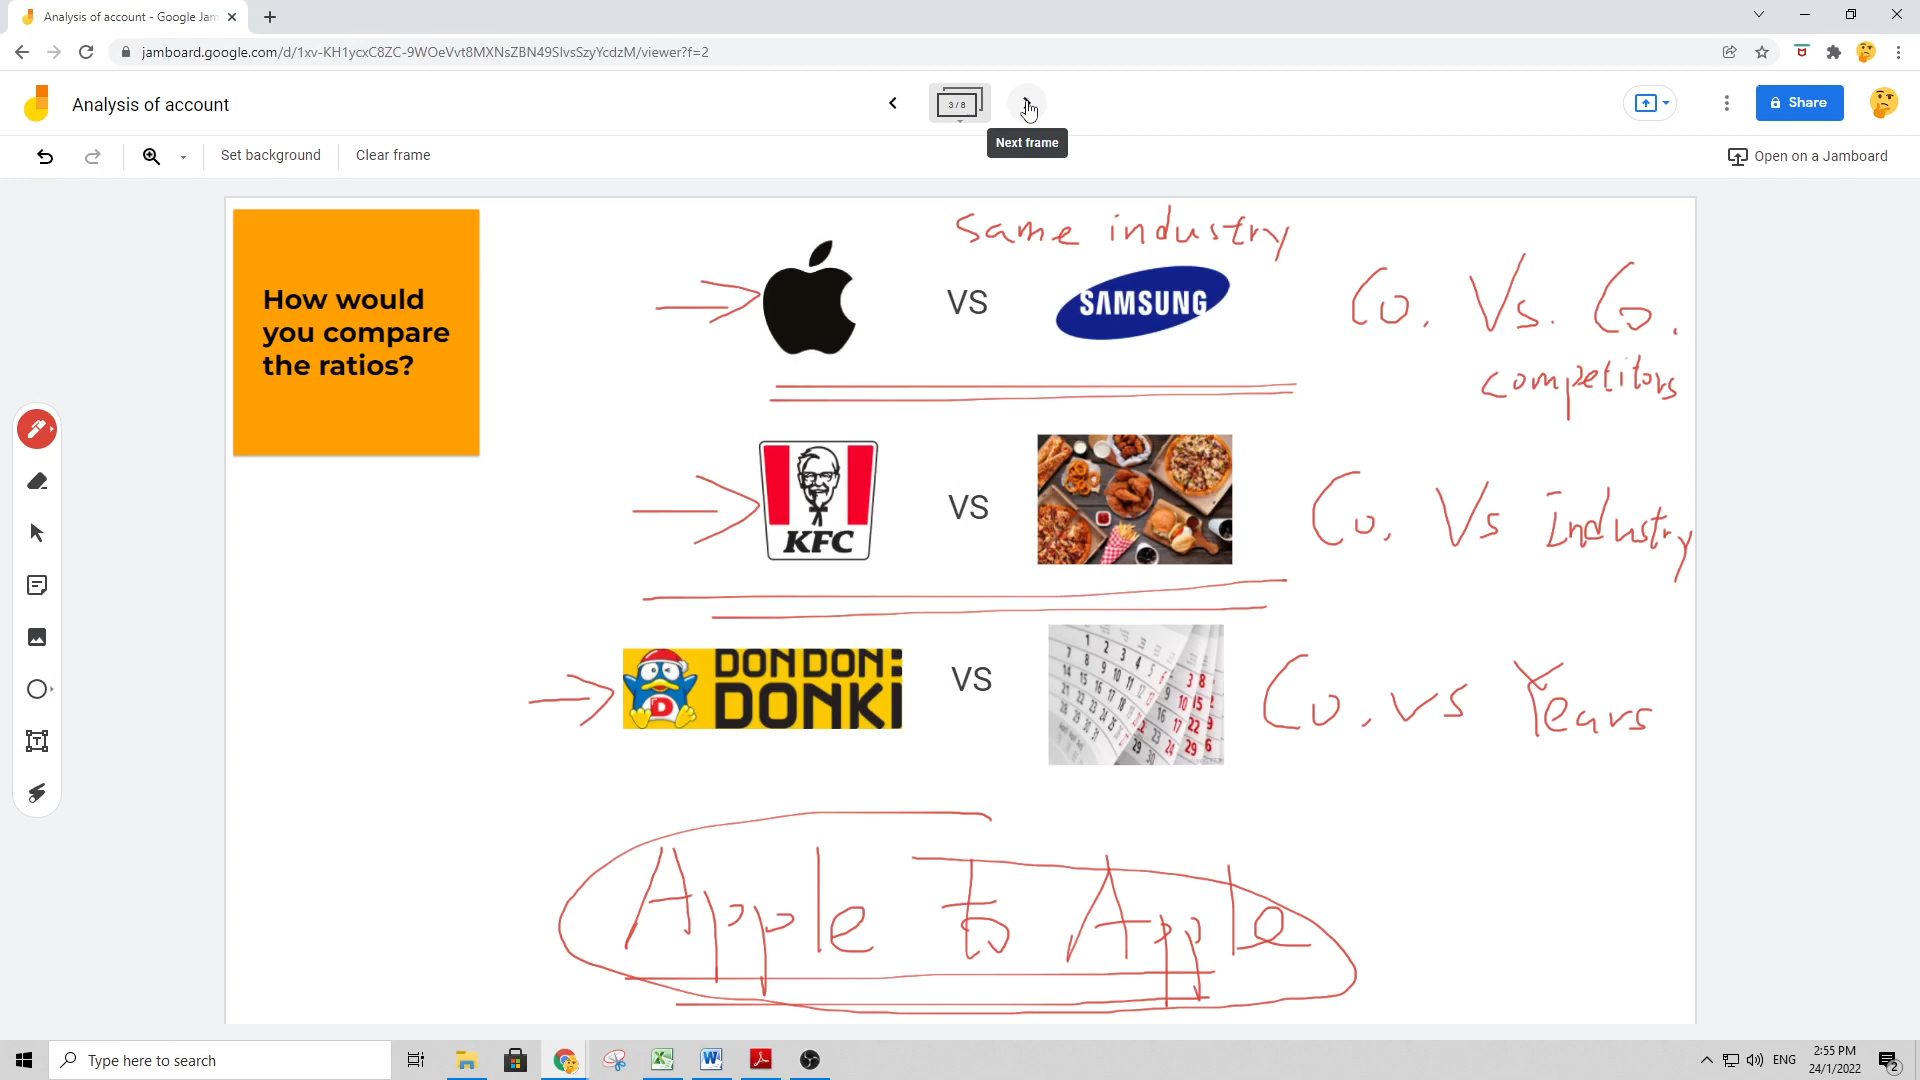 Analysis of account - Google Jam
jamboard.google.com/d/1xv-KH1ycxC8ZC-9WOeVvt8MXNsZBN49SlvsSzyYcdzM/viewer?f=2
Analysis of account
3 / 8
Share
Next frame
Set background
Clear frame
Open on a Jamboard
How would
you compare
the ratios?
Same industry
VS
SAMSUNG
Co. Vs. Co.
competitors
KFC
VS
Co. Vs Industry
D
DON DON:
DONKI
VS
Co. vs Years
Apple to Apple
Type here to search
ENG
2:55 PM
24/1/2022
2